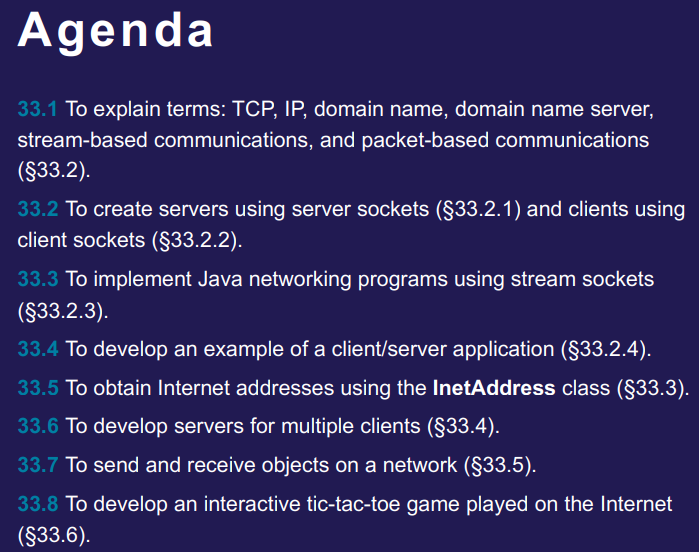 Agenda
33.1 To explain terms: TCP, IP, domain name, domain name server,
stream-based communications, and packet-based communications
(§33.2).
33.2 To create servers using server sockets (§33.2.1) and clients using
client sockets (§33.2.2).
33.3 To implement Java networking programs using stream sockets
(§33.2.3).
33.4 To develop an example of a client/server application (§33.2.4).
33.5 To obtain Internet addresses using the InetAddress class (§33.3).
33.6 To develop servers for multiple clients (§33.4).
33.7 To send and receive objects on a network (§33.5).
33.8 To develop an interactive tic-tac-toe game played on the Internet
(§33.6).